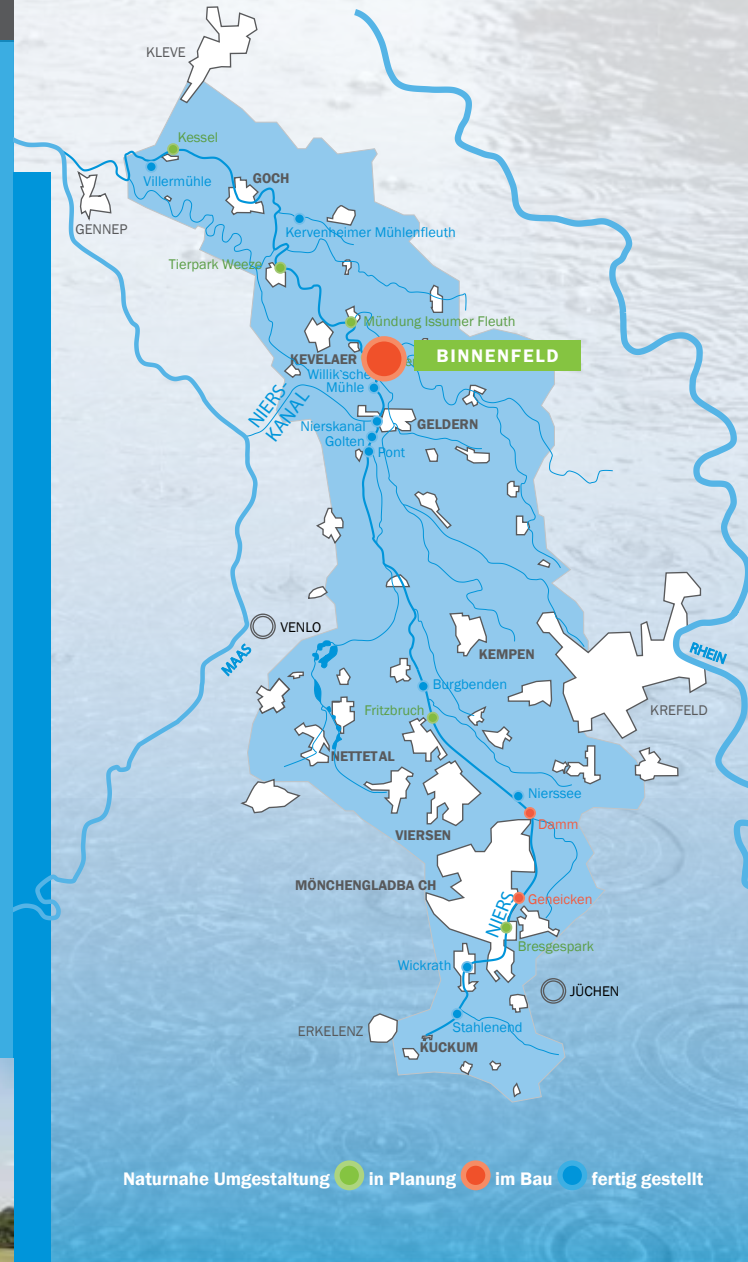 KLEVE
Kessel
Villermühle
GOCH
GENNEP
Kervenheimer Mühlenfleuth
Tierpark Weeze
Mündung Issumer Fleuth
KEVELAER
BINNENFELD
Willik'sche
Mühle
NIERS-
KANAL
Nierskanal
GELDERN
Golten
Pont
VENLO
MAAS
KEMPEN
RHEIN
Burgbenden
Fritzbruch
KREFELD
NETTETAL
Nierssee
Damm
VIERSEN
MÖNCHENGLADBA CH
Geneicken
NIERS
Bresgespark
Wickrath
JÜCHEN
Stahlenend
ERKELENZ
KUCKUM
Naturnahe Umgestaltung in Planung im Bau fertig gestellt